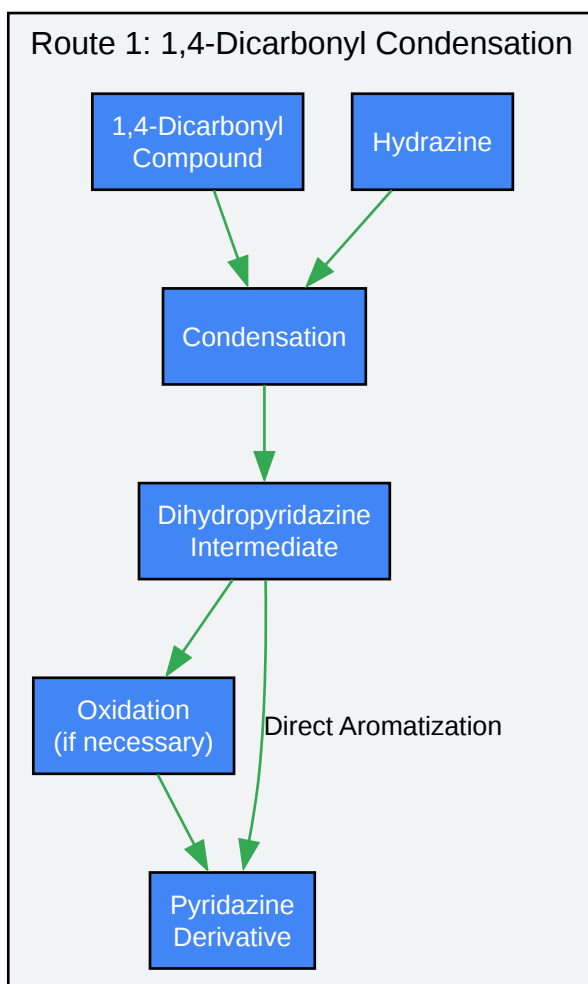 Route 1: 1,4-Dicarbonyl Condensation
1,4-Dicarbonyl
Compound
Hydrazine
Condensation
Dihydropyridazine
Intermediate
Oxidation
(if necessary)
Direct Aromatization
Pyridazine
Derivative